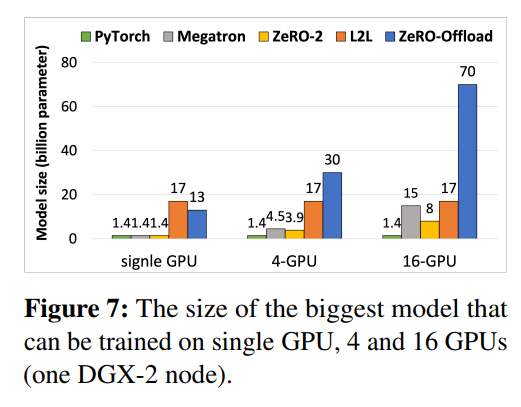 PyTorch Megatron ZeRO-2 L2L ZeRO-Offload
Model size (billion parameter)
80
60
40
20
0
1.4 1.4 1.4 17 13
1.4 4.5 3.9 17 30
1.4 15 8 17 70
signle GPU 4-GPU 16-GPU
Figure 7: The size of the biggest model that
can be trained on single GPU, 4 and 16 GPUs
(one DGX-2 node).